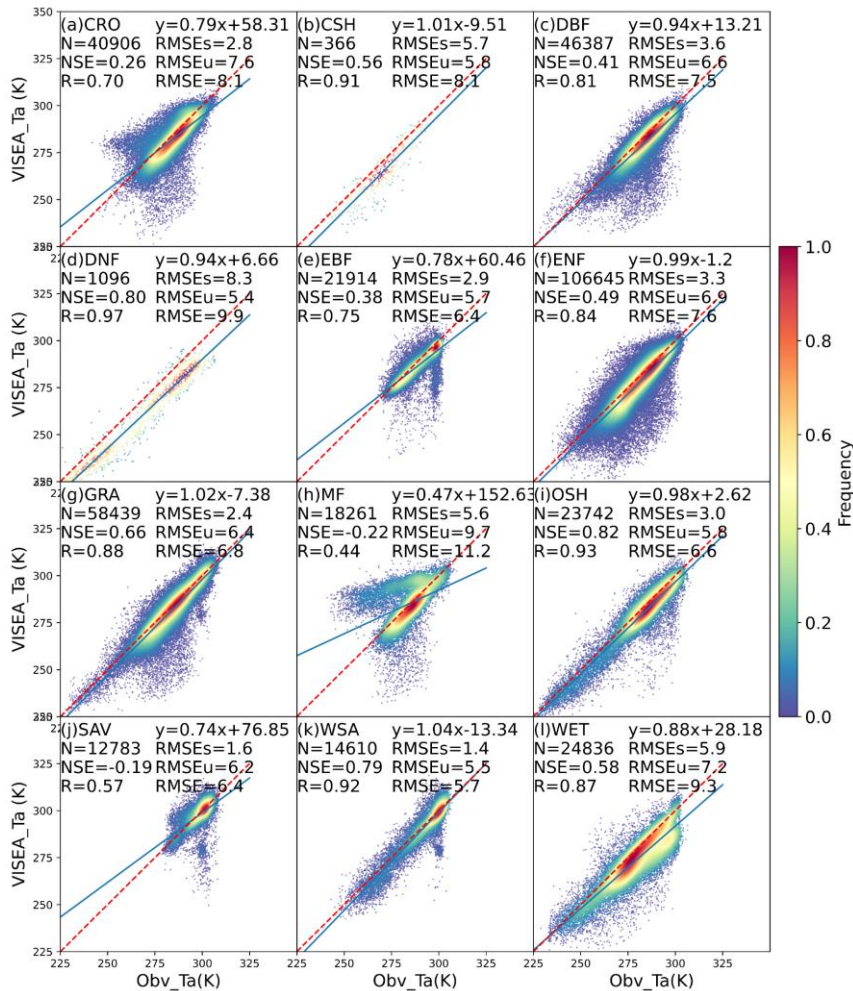 350
(a)CRO y=0.79x+58.31
N=40906 RMSEs=2.8
NSE=0.26 RMSEu=7.6
R=0.70 RMSE=8.1
325
300
275
250
VISEA_Ta (K)
(b)CSH y=1.01x-9.51
N=366 RMSEs=5.7
NSE=0.56 RMSEu=5.8
R=0.91 RMSE=8.1
(c)DBF y=0.94x+13.21
N=46387 RMSEs=3.6
NSE=0.41 RMSEu=6.6
R=0.81 RMSE=7.5
(d)DNF y=0.94x+6.66
N=1096 RMSEs=8.3
NSE=0.80 RMSEu=5.4
R=0.97 RMSE=9.9
325
300
275
250
VISEA_Ta (K)
(e)EBF y=0.78x+60.46
N=21914 RMSEs=2.9
NSE=0.38 RMSEu=5.7
R=0.75 RMSE=6.4
(f)ENF y=0.99x-1.2
N=106645 RMSEs=3.3
NSE=0.49 RMSEu=6.9
R=0.84 RMSE=7.6
(g)GRA y=1.02x-7.38
N=58439 RMSEs=2.4
NSE=0.66 RMSEu=6.4
R=0.88 RMSE=6.8
325
300
275
250
VISEA_Ta (K)
(h)MF y=0.47x+152.63
N=18261 RMSEs=5.6
NSE=-0.22 RMSEu=9.7
R=0.44 RMSE=11.2
(i)OSH y=0.98x+2.62
N=23742 RMSEs=3.0
NSE=0.82 RMSEu=5.8
R=0.93 RMSE=6.6
(j)SAV y=0.74x+76.85
N=12783 RMSEs=1.6
NSE=-0.19 RMSEu=6.2
R=0.57 RMSE=6.4
325
300
275
250
225
VISEA_Ta (K)
225 250 275 300 325
Obv_Ta(K)
(k)WSA y=1.04x-13.34
N=14610 RMSEs=1.4
NSE=0.79 RMSEu=5.5
R=0.92 RMSE=5.7
225 250 275 300 325
Obv_Ta(K)
(l)WET y=0.88x+28.18
N=24836 RMSEs=5.9
NSE=0.58 RMSEu=7.2
R=0.87 RMSE=9.3
225 250 275 300 325
Obv_Ta(K)
1.0
0.8
0.6
0.4
0.2
0.0
Frequency